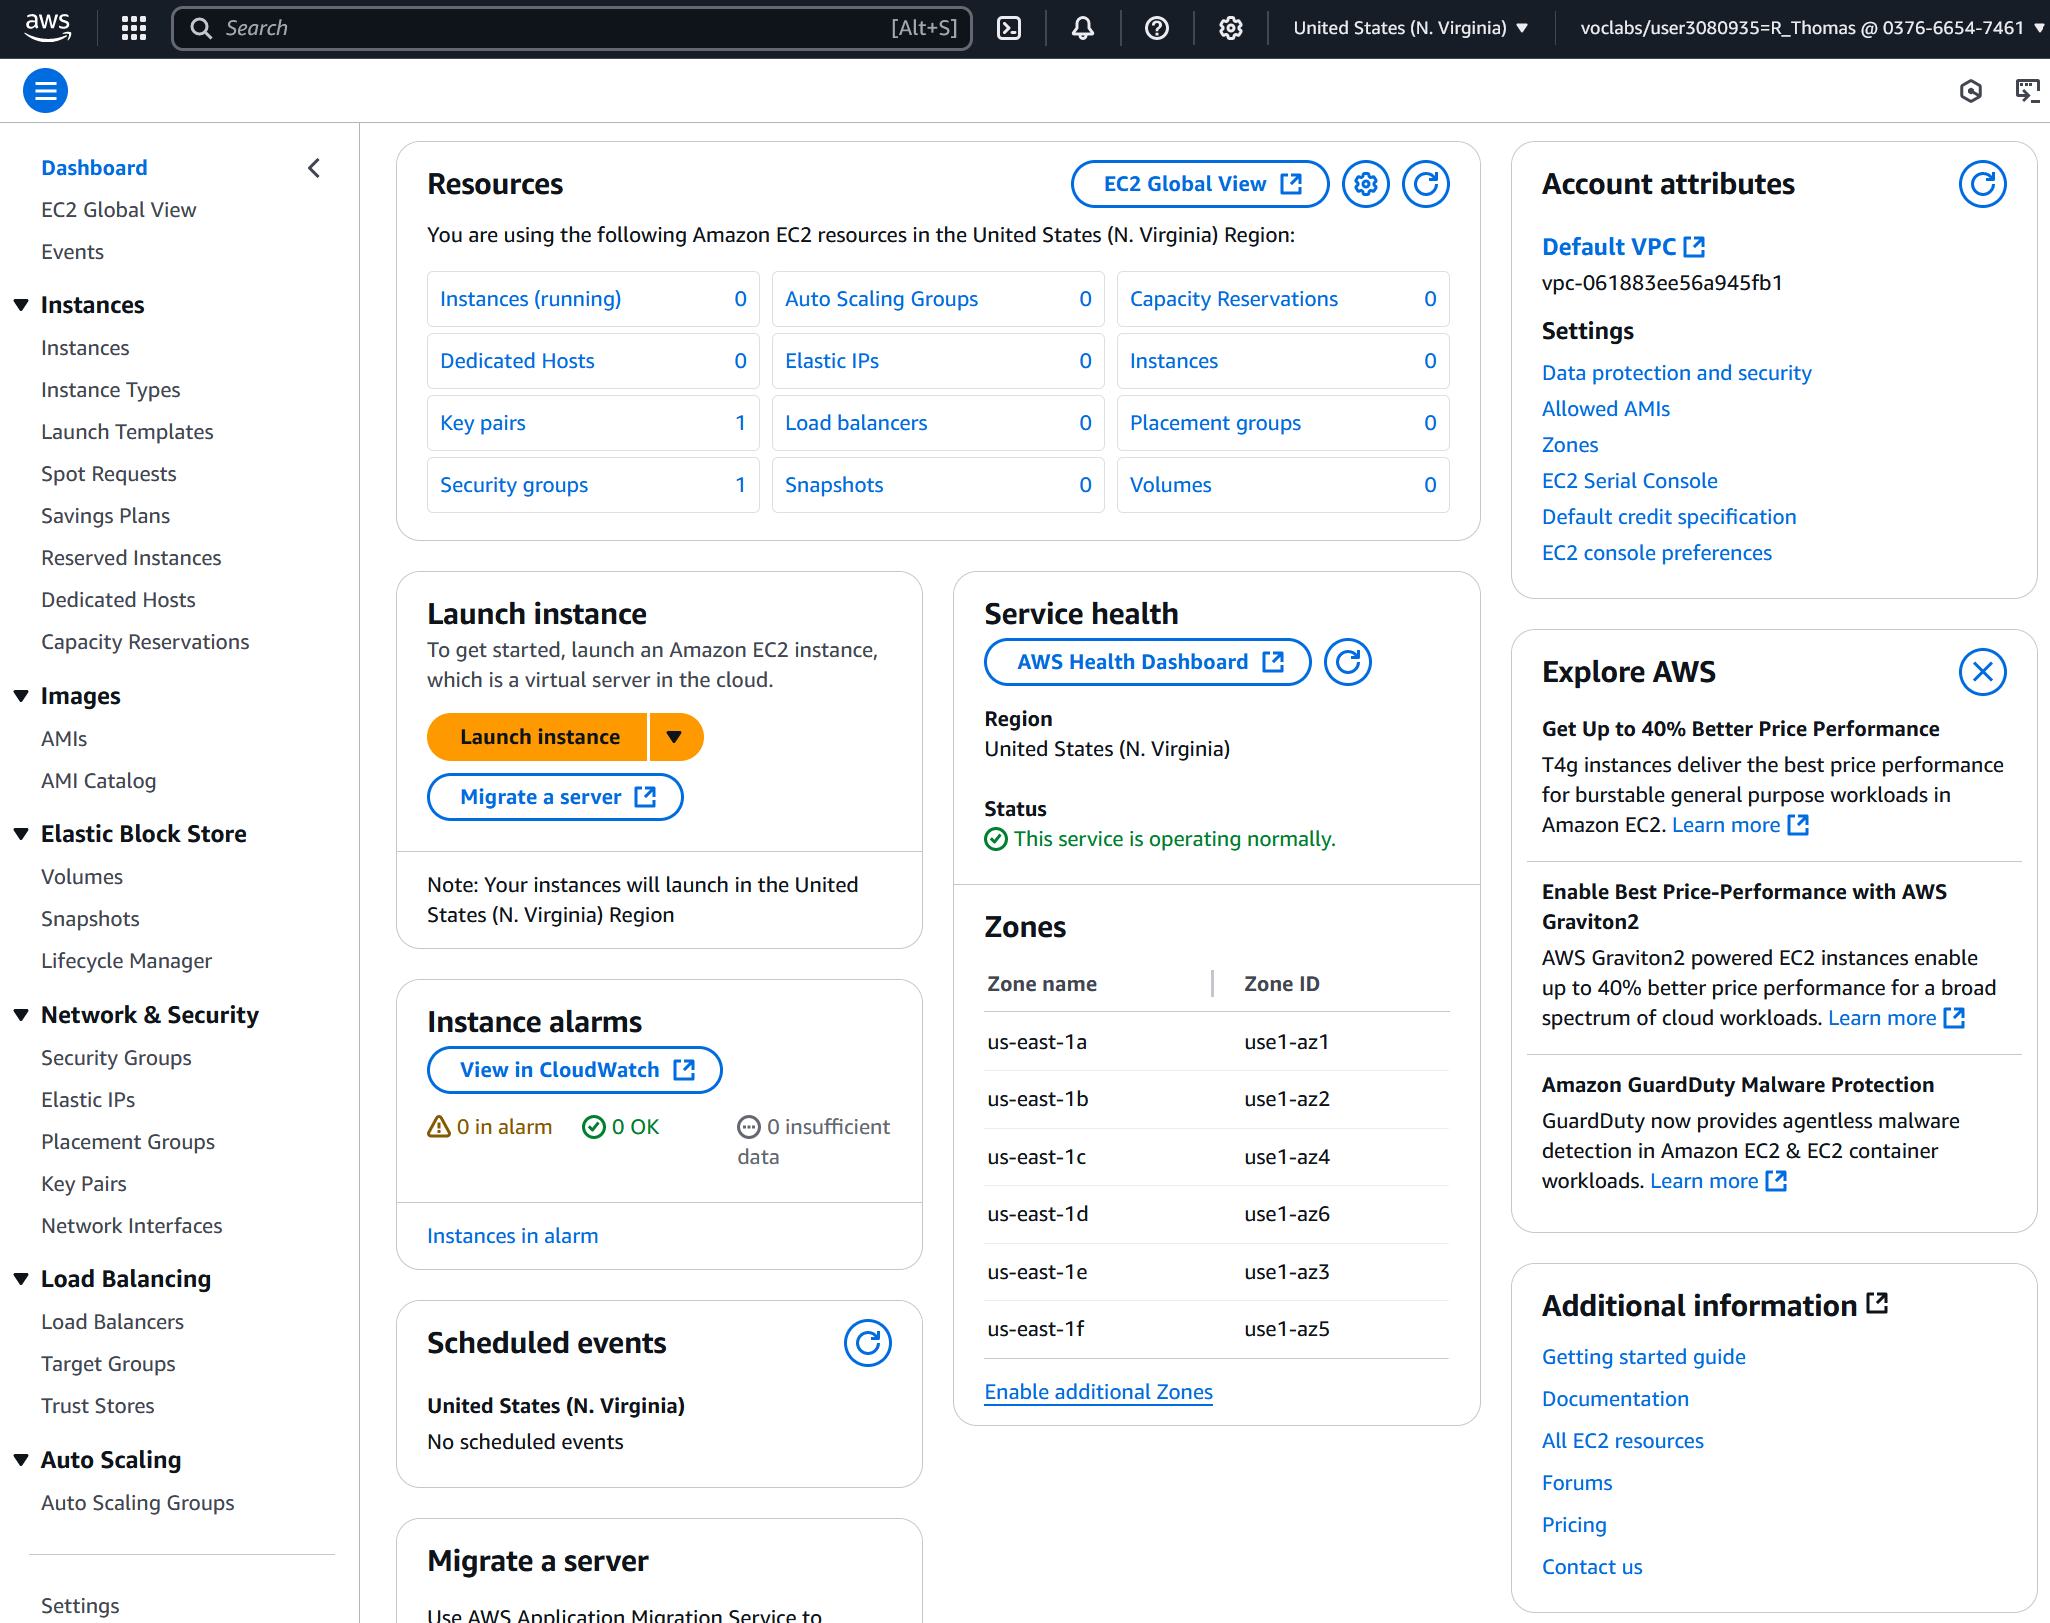 aws
Search
[Alt+S]
United States (N. Virginia)
voclabs/user3080935=R_Thomas @ 0376-6654-7461
Dashboard
EC2 Global View
Events
Instances
Instances
Instance Types
Launch Templates
Spot Requests
Savings Plans
Reserved Instances
Dedicated Hosts
Capacity Reservations
Images
AMIs
AMI Catalog
Elastic Block Store
Volumes
Snapshots
Lifecycle Manager
Network & Security
Security Groups
Elastic IPs
Placement Groups
Key Pairs
Network Interfaces
Load Balancing
Load Balancers
Target Groups
Trust Stores
Auto Scaling
Auto Scaling Groups
Settings
Resources
EC2 Global View
You are using the following Amazon EC2 resources in the United States (N. Virginia) Region:
Instances (running) 0
Auto Scaling Groups 0
Capacity Reservations 0
Dedicated Hosts 0
Elastic IPs 0
Instances 0
Key pairs 1
Load balancers 0
Placement groups 0
Security groups 1
Snapshots 0
Volumes 0
Launch instance
To get started, launch an Amazon EC2 instance,
which is a virtual server in the cloud.
Launch instance
Migrate a server
Note: Your instances will launch in the United
States (N. Virginia) Region
Instance alarms
View in CloudWatch
0 in alarm
0 OK
0 insufficient
data
Instances in alarm
Scheduled events
United States (N. Virginia)
No scheduled events
Migrate a server
Use AWS Application Migration Service to
Service health
AWS Health Dashboard
Region
United States (N. Virginia)
Status
This service is operating normally.
Zones
Zone name Zone ID
us-east-1a use1-az1
us-east-1b use1-az2
us-east-1c use1-az4
us-east-1d use1-az6
us-east-1e use1-az3
us-east-1f use1-az5
Enable additional Zones
Account attributes
Default VPC
vpc-061883ee56a945fb1
Settings
Data protection and security
Allowed AMIs
Zones
EC2 Serial Console
Default credit specification
EC2 console preferences
Explore AWS
Get Up to 40% Better Price Performance
T4g instances deliver the best price performance
for burstable general purpose workloads in
Amazon EC2. Learn more
Enable Best Price-Performance with AWS
Graviton2
AWS Graviton2 powered EC2 instances enable
up to 40% better price performance for a broad
spectrum of cloud workloads. Learn more
Amazon GuardDuty Malware Protection
GuardDuty now provides agentless malware
detection in Amazon EC2 & EC2 container
workloads. Learn more
Additional information
Getting started guide
Documentation
All EC2 resources
Forums
Pricing
Contact us